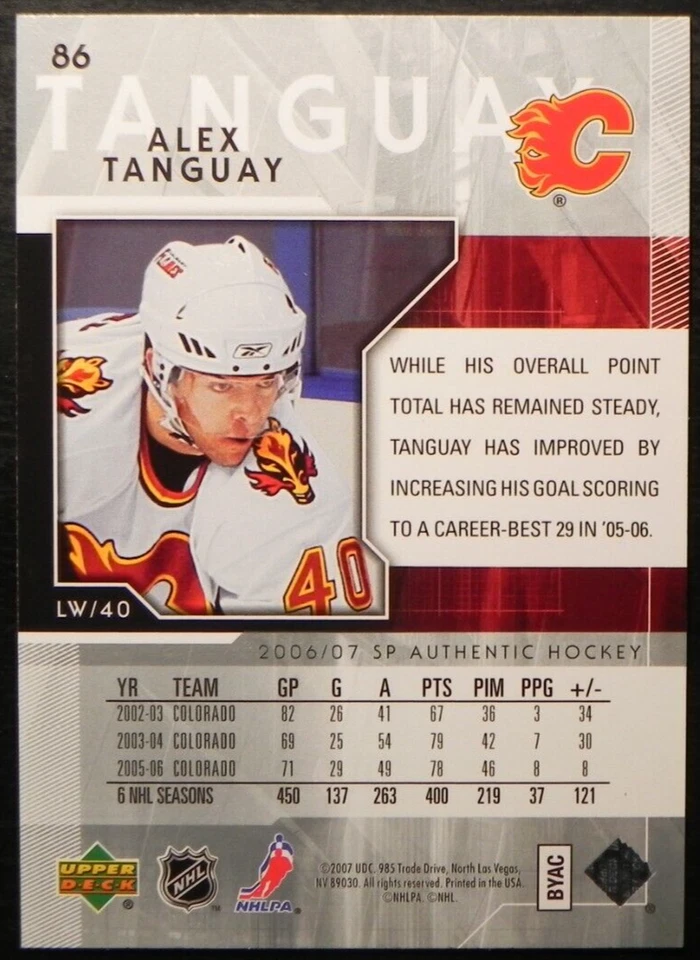 86
TANGUAY
ALEX
TANGUAY
®
WHILE HIS OVERALL POINT
TOTAL HAS REMAINED STEADY,
TANGUAY HAS IMPROVED BY
INCREASING HIS GOAL SCORING
TO A CAREER-BEST 29 IN '05-06.
40
LW/40
2006/07 SP AUTHENTIC HOCKEY
YR TEAM GP G A PTS PIM PPG +/-
2002-03 COLORADO 82 26 41 67 36 3 34
2003-04 COLORADO 69 25 54 79 42 7 30
2005-06 COLORADO 71 29 49 78 46 8 8
6 NHL SEASONS 450 137 263 400 219 37 121
UPPER
DECK
®
NHL
™
NHLPA
©2007 UDC. 985 Trade Drive, North Las Vegas,
NV 89030. All rights reserved. Printed in the USA.
©NHLPA. ©NHL.
BYAC
®